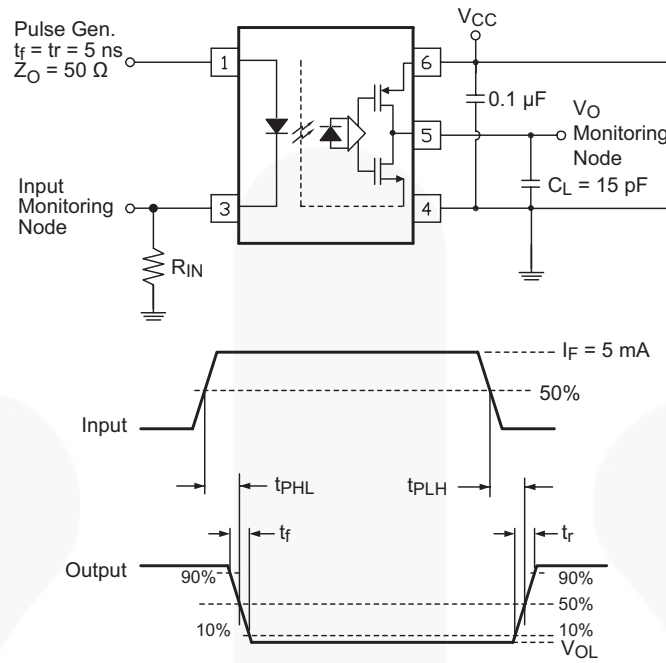 Pulse Gen.
tf = tr = 5 ns
ZO = 50 Ω
1
3
Input
Monitoring
Node
RIN
VCC
6
0.1 µF
5
VO
Monitoring
Node
4
CL = 15 pF
IF = 5 mA
50%
Input
tPHL
tPLH
tf
tr
Output
90%
90%
50%
10%
10%
VOL